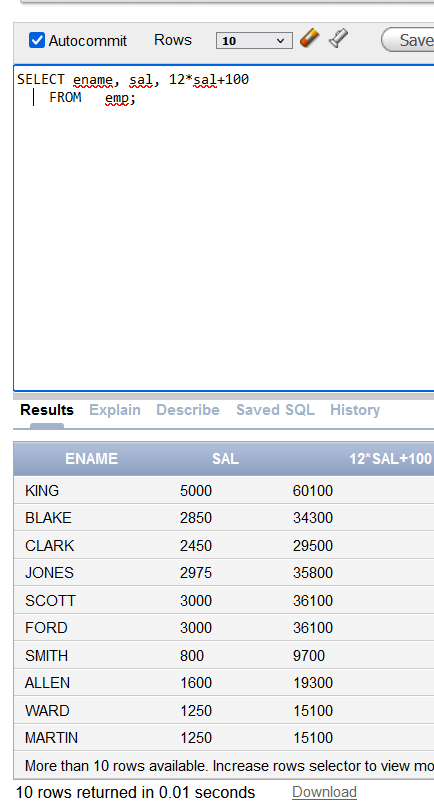 Autocommit Rows 10 Save
SELECT ename, sal, 12*sal+100
FROM emp;
Results Explain Describe Saved SQL History
ENAME SAL 12*SAL+100
KING 5000 60100
BLAKE 2850 34300
CLARK 2450 29500
JONES 2975 35800
SCOTT 3000 36100
FORD 3000 36100
SMITH 800 9700
ALLEN 1600 19300
WARD 1250 15100
MARTIN 1250 15100
More than 10 rows available. Increase rows selector to view mo
10 rows returned in 0.01 seconds Download